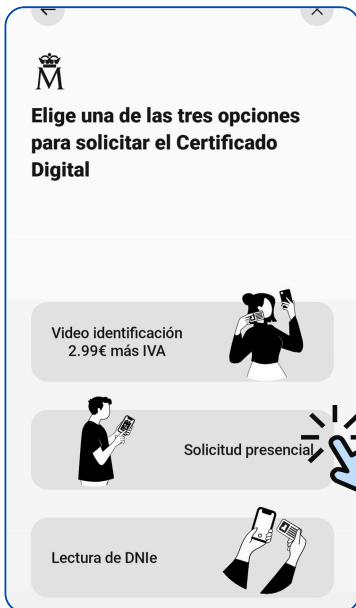 M
Elige una de las tres opciones
para solicitar el Certificado
Digital
Video identificación
2.99€ más IVA
Solicitud presencial
Lectura de DNIe